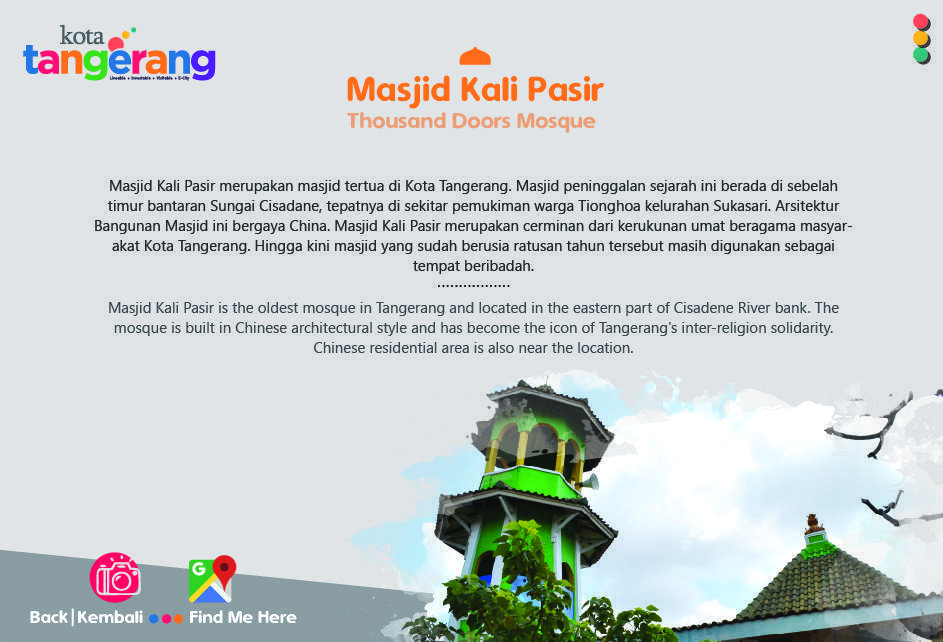 kota
tangerang
Liveable + Investable + Visitable + E-City
Masjid Kali Pasir
Thousand Doors Mosque
Masjid Kali Pasir merupakan masjid tertua di Kota Tangerang. Masjid peninggalan sejarah ini berada di sebelah
timur bantaran Sungai Cisadane, tepatnya di sekitar pemukiman warga Tionghoa kelurahan Sukasari. Arsitektur
Bangunan Masjid ini bergaya China. Masjid Kali Pasir merupakan cerminan dari kerukunan umat beragama masyar-
akat Kota Tangerang. Hingga kini masjid yang sudah berusia ratusan tahun tersebut masih digunakan sebagai
tempat beribadah.
.................
Masjid Kali Pasir is the oldest mosque in Tangerang and located in the eastern part of Cisadene River bank. The
mosque is built in Chinese architectural style and has become the icon of Tangerang's inter-religion solidarity.
Chinese residential area is also near the location.
G
Back|Kembali
Find Me Here